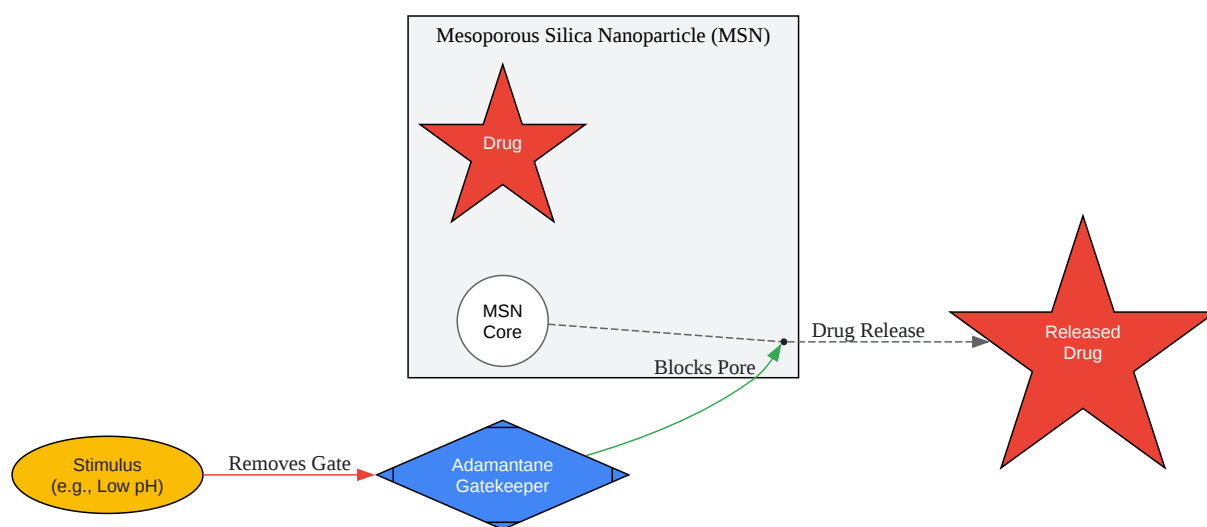 Mesoporous Silica Nanoparticle (MSN)
Drug
MSN
Core
Drug Release
Released
Drug
Blocks Pore
Stimulus
(e.g., Low pH)
Removes Gate
Adamantane
Gatekeeper